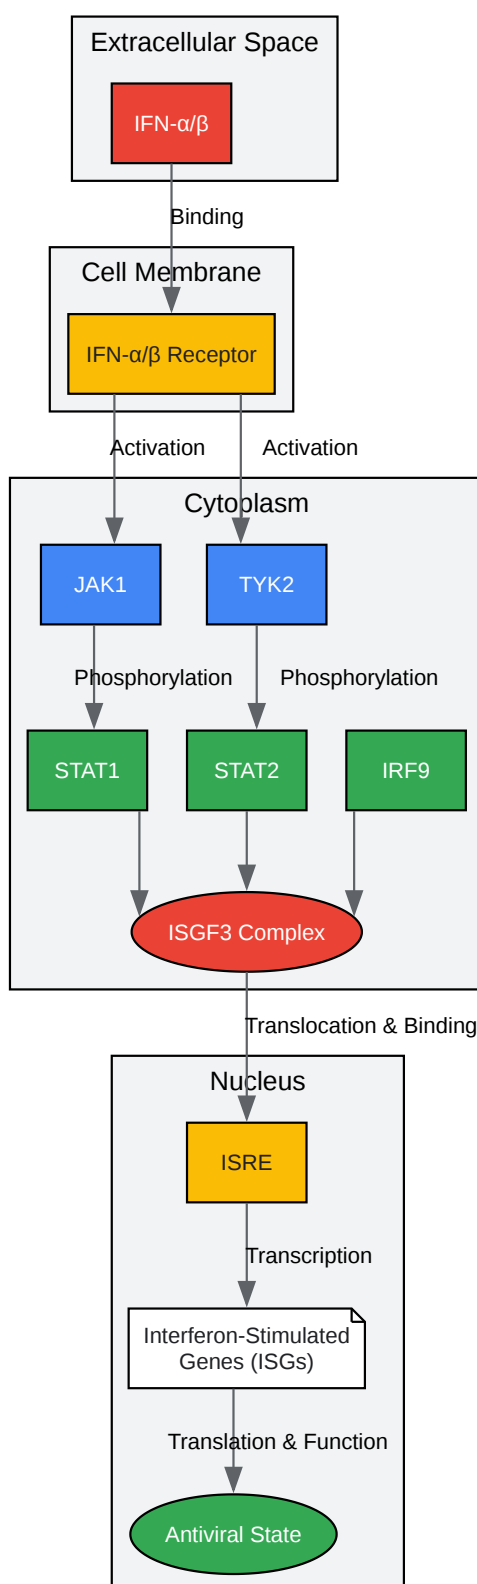 Extracellular Space
IFN-α/β
Binding
Cell Membrane
IFN-α/β Receptor
Activation
Activation
Cytoplasm
JAK1
TYK2
Phosphorylation
Phosphorylation
STAT1
STAT2
IRF9
ISGF3 Complex
Translocation & Binding
Nucleus
ISRE
Transcription
Interferon-Stimulated
Genes (ISGs)
Translation & Function
Antiviral State